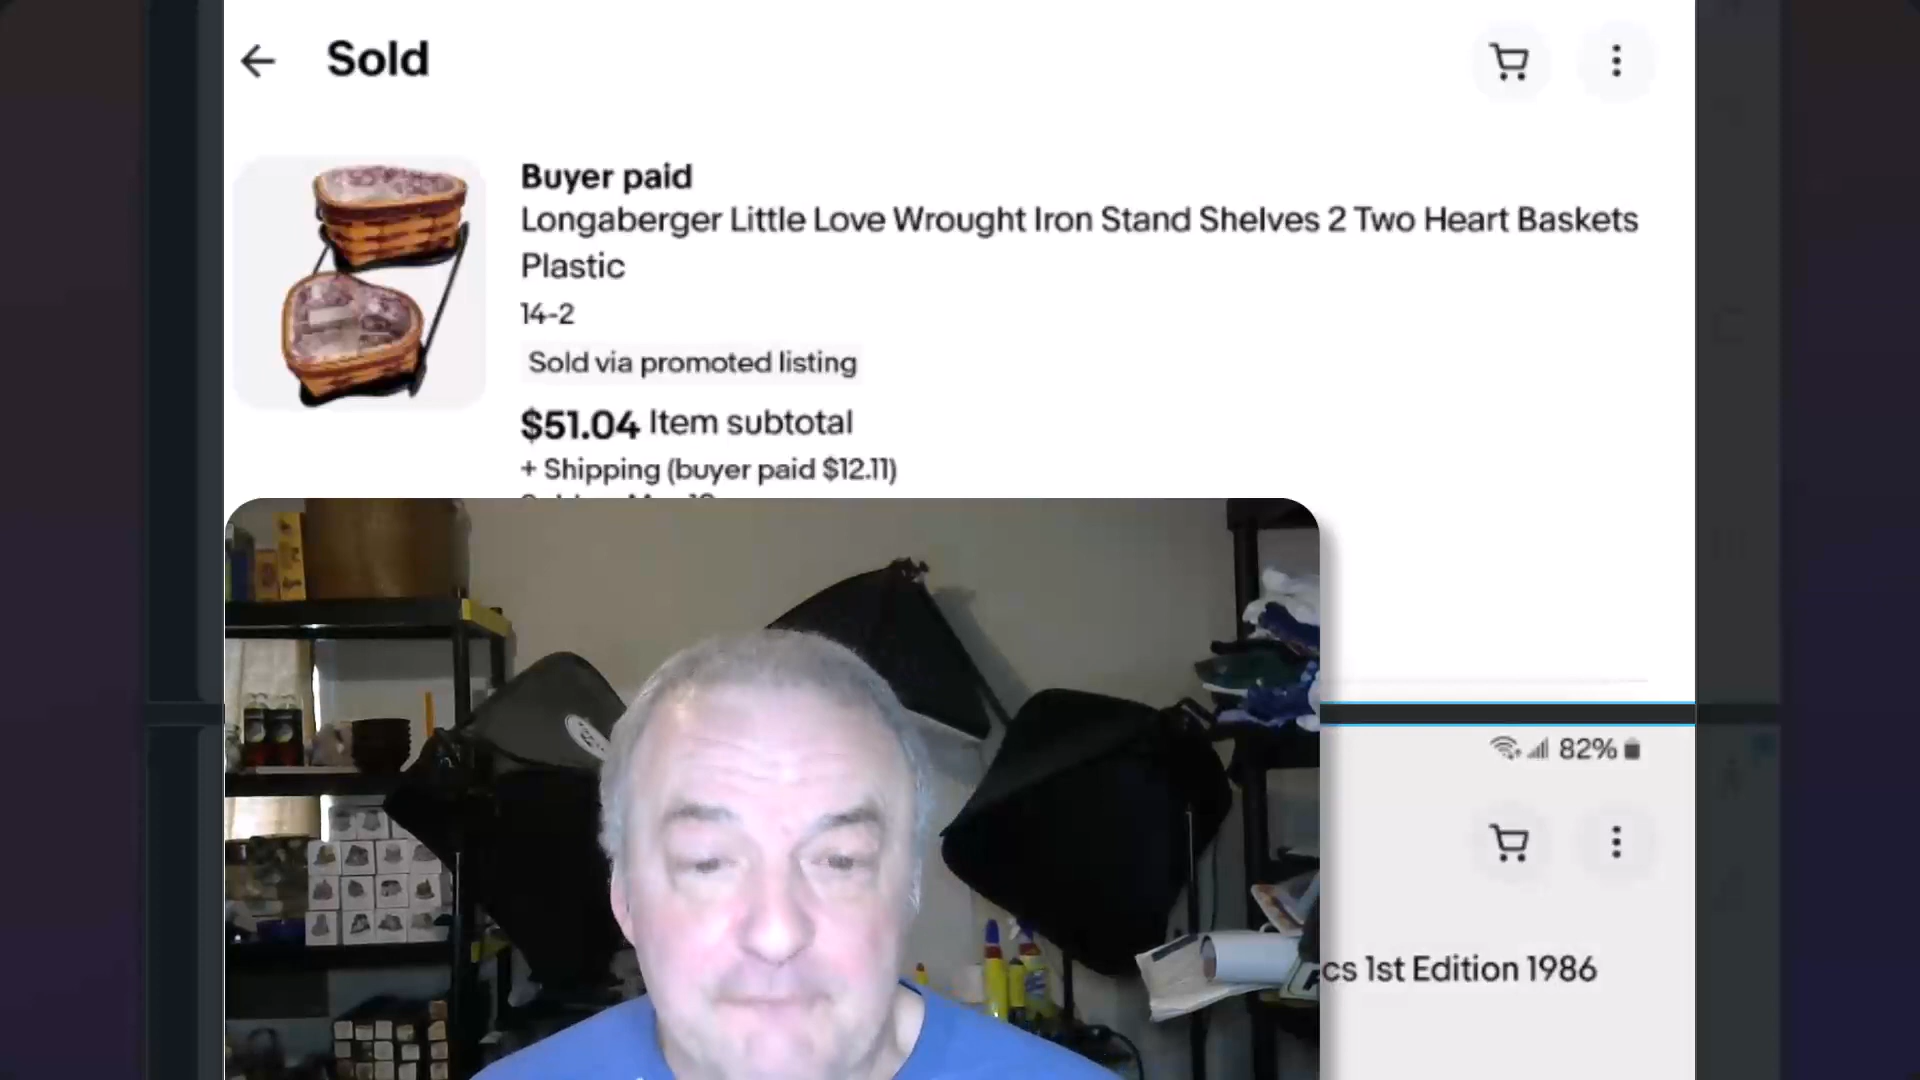 Sold
Buyer paid
Longaberger Little Love Wrought Iron Stand Shelves 2 Two Heart Baskets
Plastic
14-2
Sold via promoted listing
$51.04 Item subtotal
+ Shipping (buyer paid $12.11)
82%
cs 1st Edition 1986